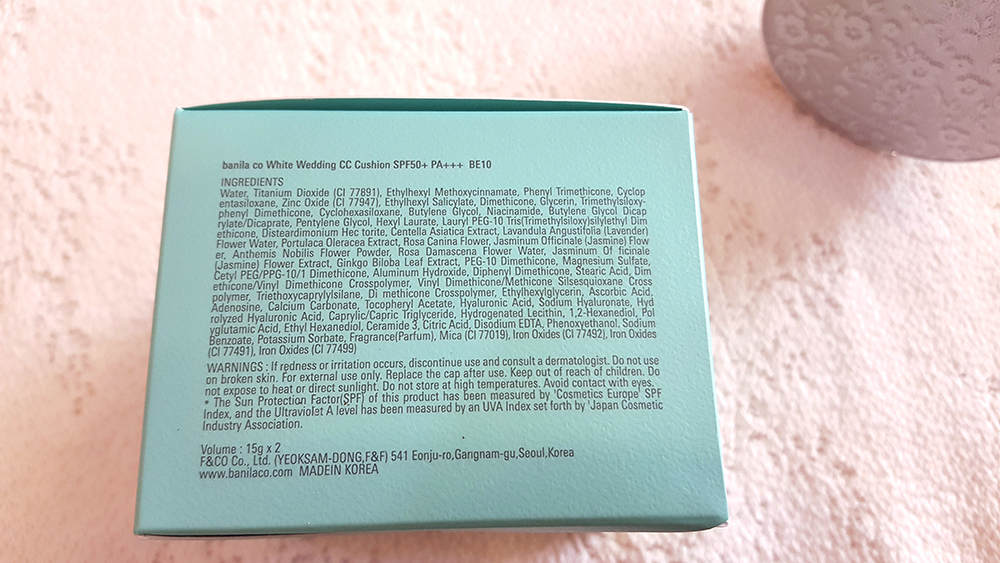 banila co White Wedding CC Cushion SPF50+ PA+++ BE10
INGREDIENTS
Water, Titanium Dioxide (CI 77891), Ethylhexyl Methoxycinnamate, Phenyl Trimethicone, Cyclop
entasiloxane, Zinc Oxide (CI 77947), Ethylhexyl Salicylate, Dimethicone, Glycerin, Trimethylsiloxy-
phenyl Dimethicone, Cyclohexasiloxane, Butylene Glycol, Niacinamide, Butylene Glycol Dicap
rylate/Dicaprate, Pentylene Glycol, Hexyl Laurate, Lauryl PEG-10 Tris(Trimethylsiloxy)silylethyl Dim
ethicone, Disteardimonium Hec torite, Centella Asiatica Extract, Lavandula Angustifolia (Lavender)
Flower Water, Portulaca Oleracea Extract, Rosa Canina Flower, Jasminum Officinale (Jasmine) Flow
er, Anthemis Nobilis Flower Powder, Rosa Damascena Flower Water, Jasminum Of ficinale
(Jasmine) Flower Extract, Ginkgo Biloba Leaf Extract, PEG-10 Dimethicone, Magnesium Sulfate,
Cetyl PEG/PPG-10/1 Dimethicone, Aluminum Hydroxide, Diphenyl Dimethicone, Stearic Acid, Dim
ethicone/Vinyl Dimethicone Crosspolymer, Vinyl Dimethicone/Methicone Silsesquioxane Cross
polymer, Triethoxycaprylylsilane, Di methicone Crosspolymer, Ethylhexylglycerin, Ascorbic Acid,
Adenosine, Calcium Carbonate, Tocopheryl Acetate, Hyaluronic Acid, Sodium Hyaluronate, Hyd
rolyzed Hyaluronic Acid, Caprylic/Capric Triglyceride, Hydrogenated Lecithin, 1,2-Hexanediol, Pol
yglutamic Acid, Ethyl Hexanediol, Ceramide 3, Citric Acid, Disodium EDTA, Phenoxyethanol, Sodium
Benzoate, Potassium Sorbate, Fragrance(Parfum), Mica (CI 77019), Iron Oxides (CI 77492), Iron Oxides
(CI 77491), Iron Oxides (CI 77499)
WARNINGS : If redness or irritation occurs, discontinue use and consult a dermatologist. Do not use
on broken skin. For external use only. Replace the cap after use. Keep out of reach of children. Do
not expose to heat or direct sunlight. Do not store at high temperatures. Avoid contact with eyes.
* The Sun Protection Factor(SPF) of this product has been measured by 'Cosmetics Europe' SPF
Index, and the Ultraviolet A level has been measured by an UVA Index set forth by 'Japan Cosmetic
Industry Association.
Volume : 15g x 2
F&CO Co., Ltd. (YEOKSAM-DONG,F&F) 541 Eonju-ro,Gangnam-gu,Seoul,Korea
www.banilaco.com MADEIN KOREA